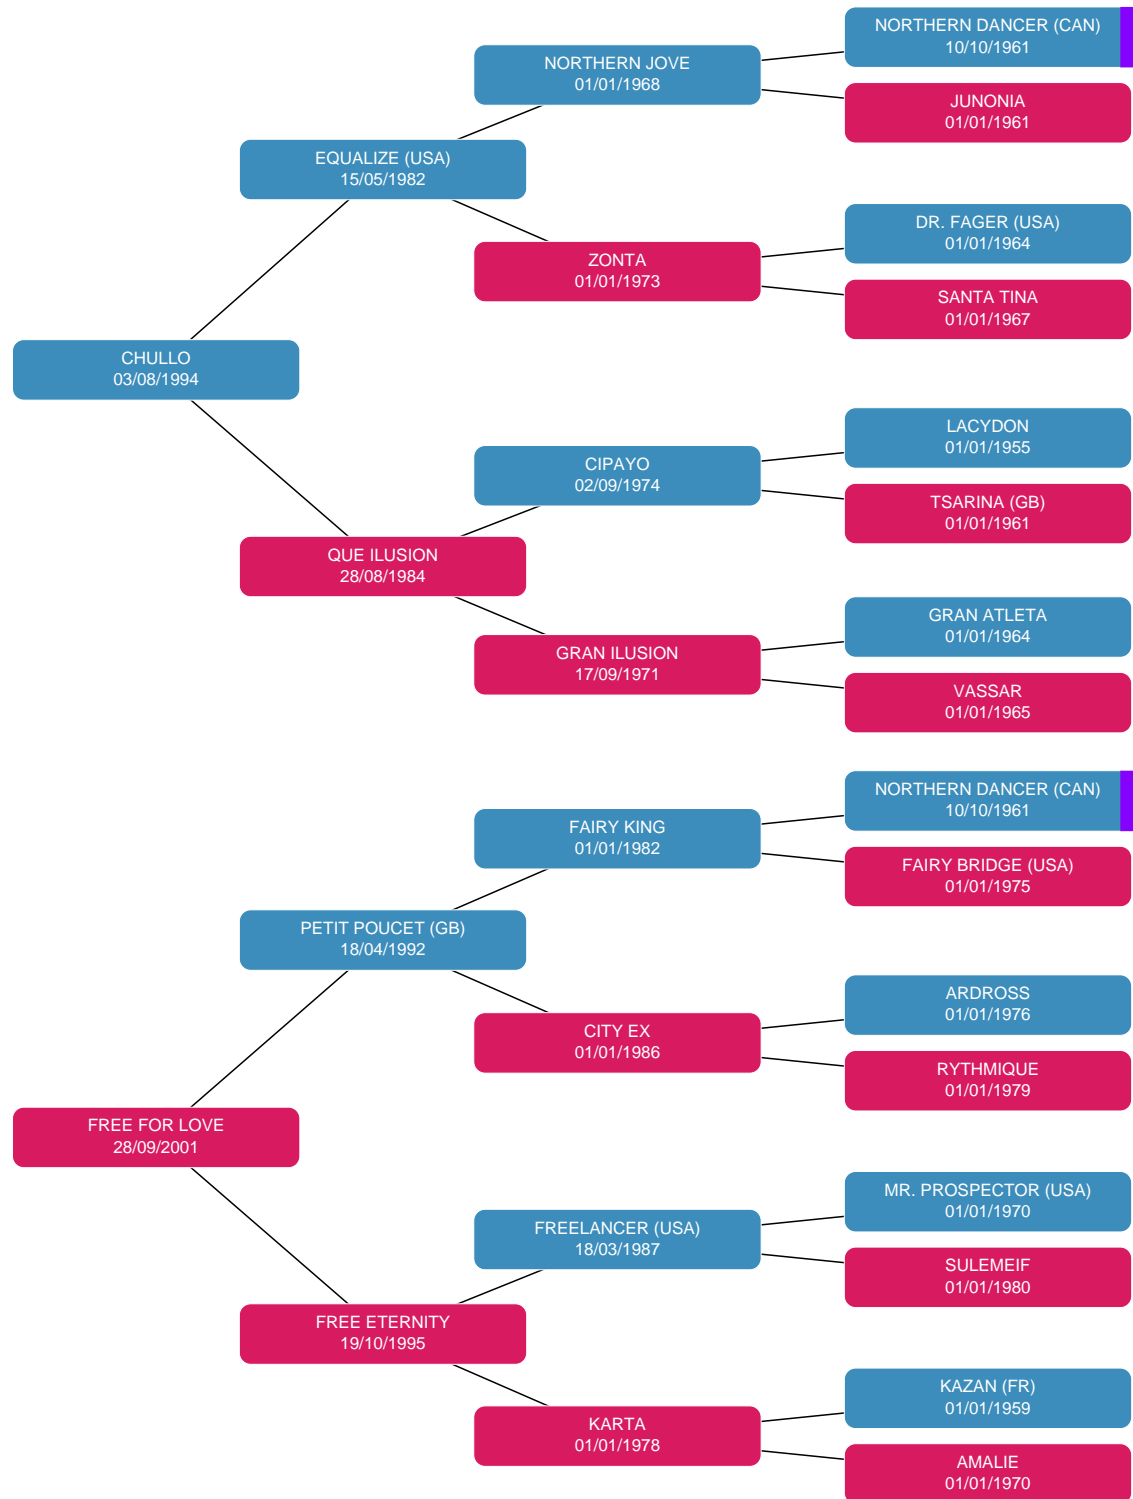 NORTHERN DANCER (CAN)
10/10/1961
NORTHERN JOVE
01/01/1968
JUNONIA
01/01/1961
EQUALIZE (USA)
15/05/1982
DR. FAGER (USA)
01/01/1964
ZONTA
01/01/1973
SANTA TINA
01/01/1967
CHULLO
03/08/1994
LACYDON
01/01/1955
CIPAYO
02/09/1974
TSARINA (GB)
01/01/1961
QUE ILUSION
28/08/1984
GRAN ATLETA
01/01/1964
GRAN ILUSION
17/09/1971
VASSAR
01/01/1965
NORTHERN DANCER (CAN)
10/10/1961
FAIRY KING
01/01/1982
FAIRY BRIDGE (USA)
01/01/1975
PETIT POUCET (GB)
18/04/1992
ARDROSS
01/01/1976
CITY EX
01/01/1986
RYTHMIQUE
01/01/1979
FREE FOR LOVE
28/09/2001
MR. PROSPECTOR (USA)
01/01/1970
FREELANCER (USA)
18/03/1987
SULEMEIF
01/01/1980
FREE ETERNITY
19/10/1995
KAZAN (FR)
01/01/1959
KARTA
01/01/1978
AMALIE
01/01/1970